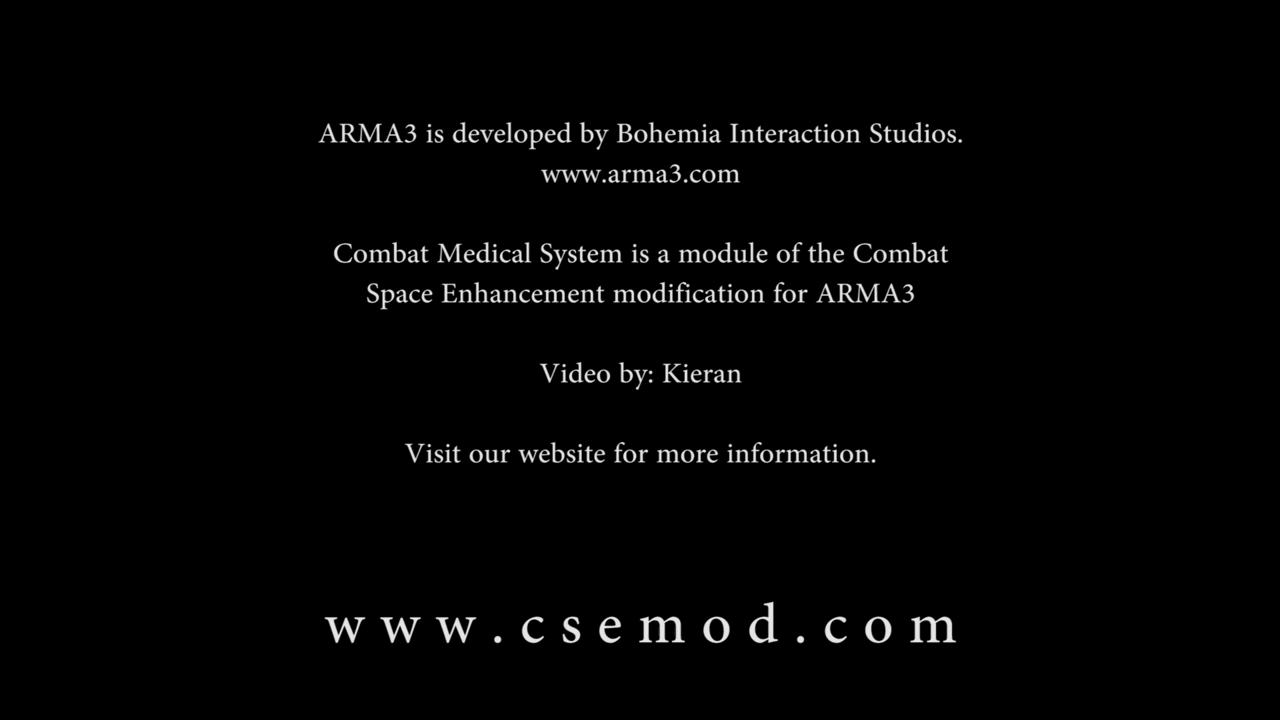 ARMA3 is developed by Bohemia Interaction Studios.
www.arma3.com
Combat Medical System is a module of the Combat
Space Enhancement modification for ARMA3
Video by: Kieran
Visit our website for more information.
www.csemod.com